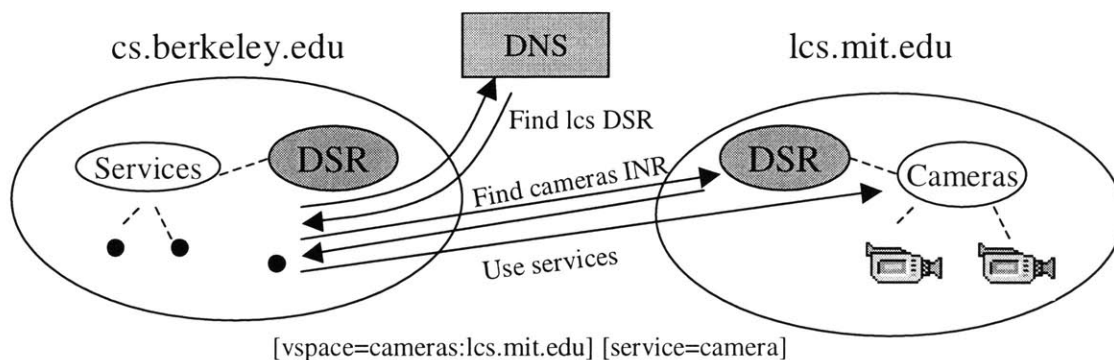 cs.berkeley.edu
DNS
lcs.mit.edu
Find lcs DSR
Services
DSR
Find cameras INR
DSR
Cameras
Use services
[vspace=cameras:lcs.mit.edu] [service=camera]